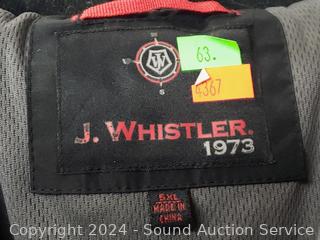 63.
4367
W
S
J. WHISTLER.
1973
5XL
MADE IN
CHINA
Copyright 2024 - Sound Auction Service